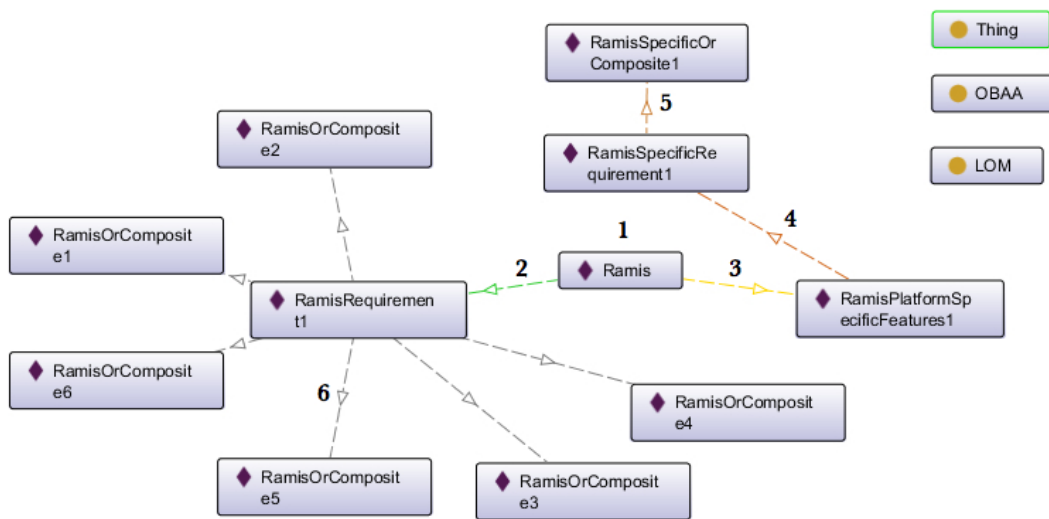 RamisSpecificOr
Composite1
Thing
5
OBAA
RamisOrComposit
e2
RamisSpecificRe
quirement1
LOM
4
RamisOrComposit
e1
1
2
Ramis
3
RamisRequiremen
t1
RamisPlatformSp
ecificFeatures1
RamisOrComposit
e6
6
RamisOrComposit
e4
RamisOrComposit
e5
RamisOrComposit
e3